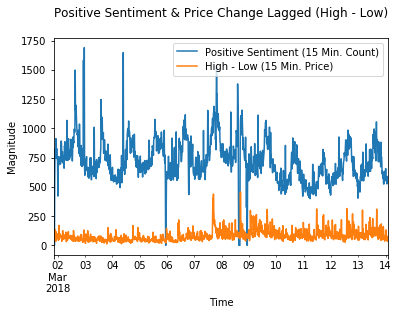 Positive Sentiment & Price Change Lagged (High - Low)
Positive Sentiment (15 Min. Count)
High - Low (15 Min. Price)
1750
1500
1250
1000
750
500
250
0
Magnitude
02 03 04 05 06 07 08 09 10 11 12 13 14
Mar
2018
Time